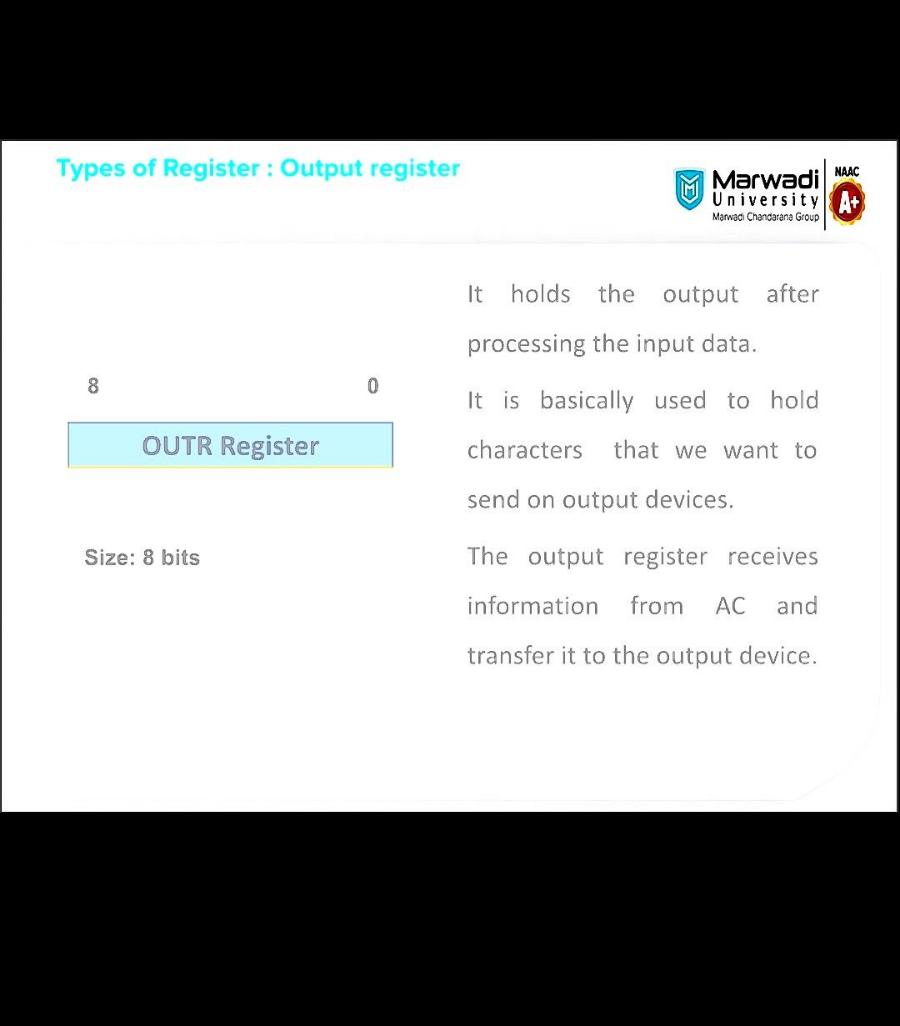 Types of Register : Output register
Marwadi
University
Marwadi Chandarana Group
NAAC
A+
It holds the output after
processing the input data.
8 0
It is basically used to hold
characters that we want to
send on output devices.
OUTR Register
Size: 8 bits
The output register receives
information from AC and
transfer it to the output device.